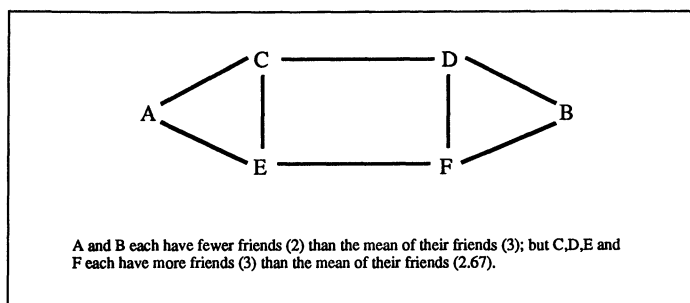 C D
A B
E F
A and B each have fewer friends (2) than the mean of their friends (3); but C,D,E and
F each have more friends (3) than the mean of their friends (2.67).